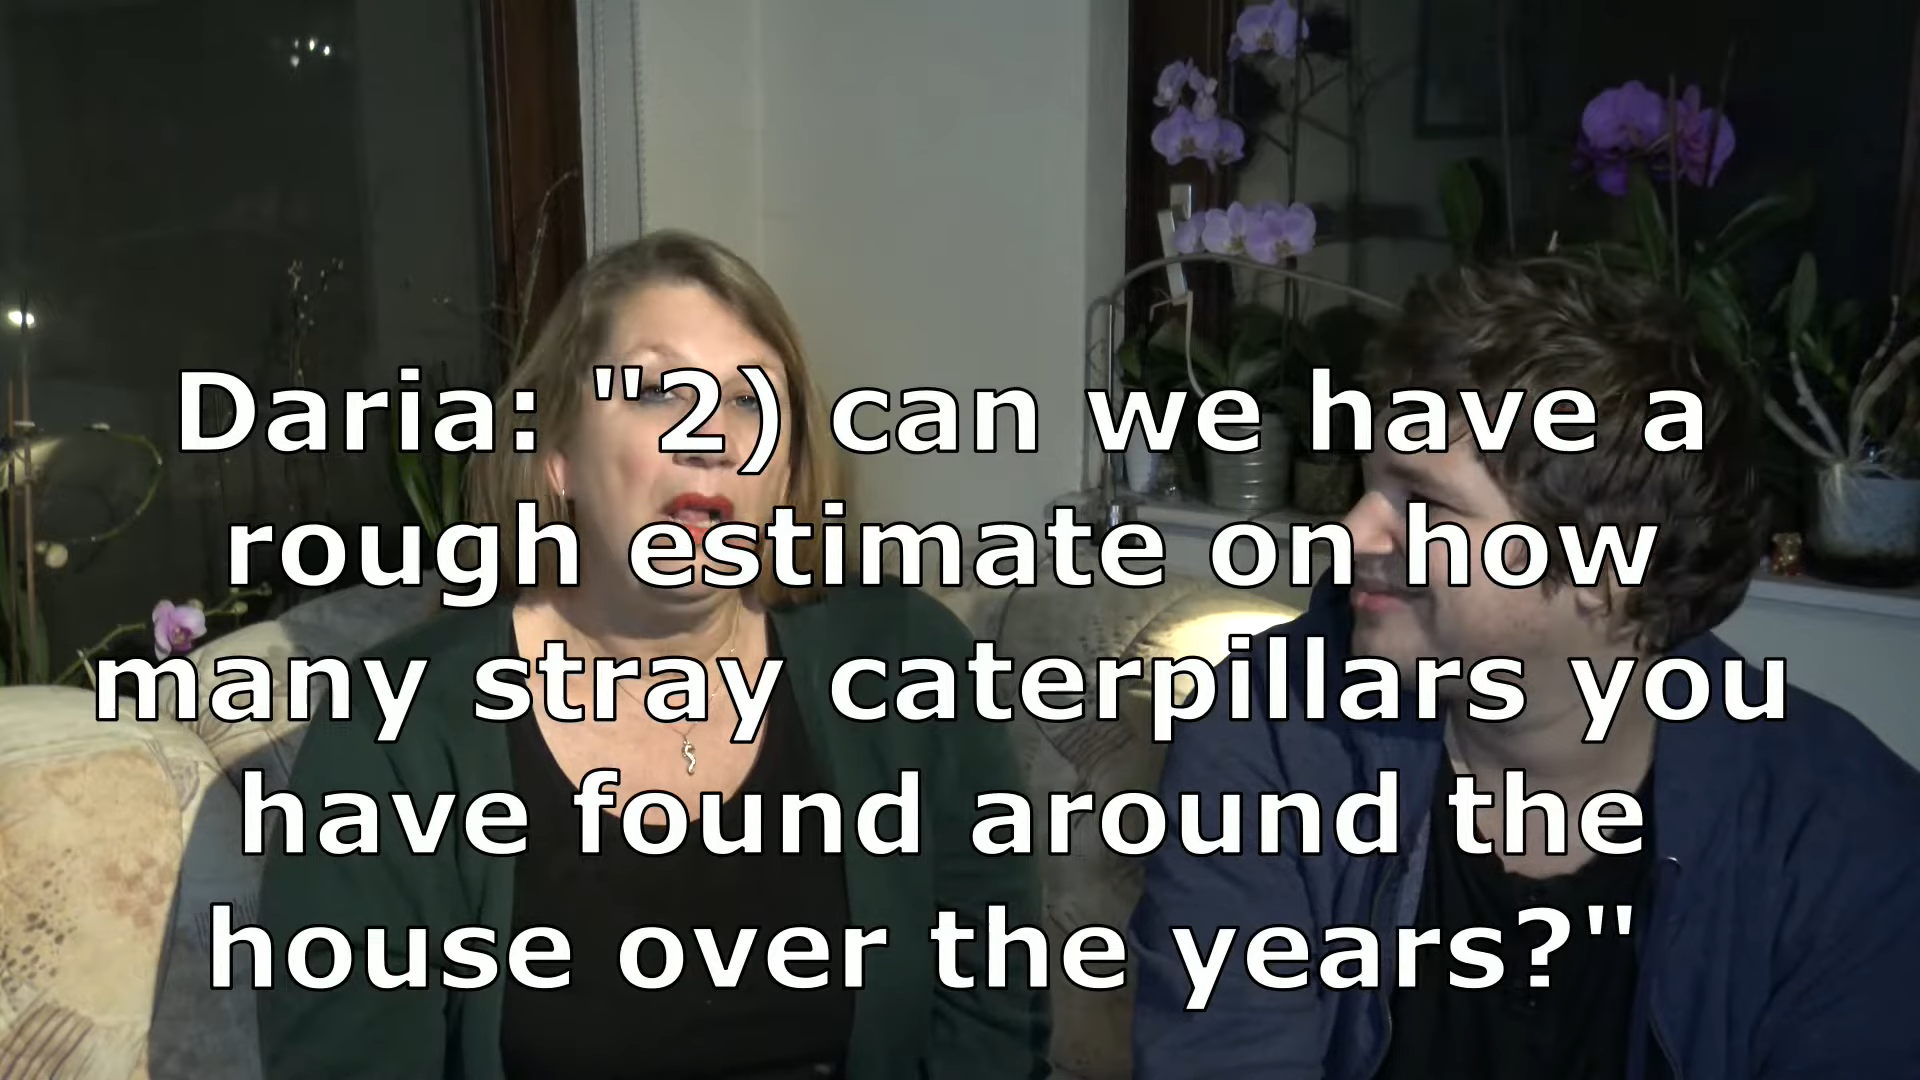 Daria: "2) can we have a
rough estimate on how
many stray caterpillars you
have found around the
house over the years?"